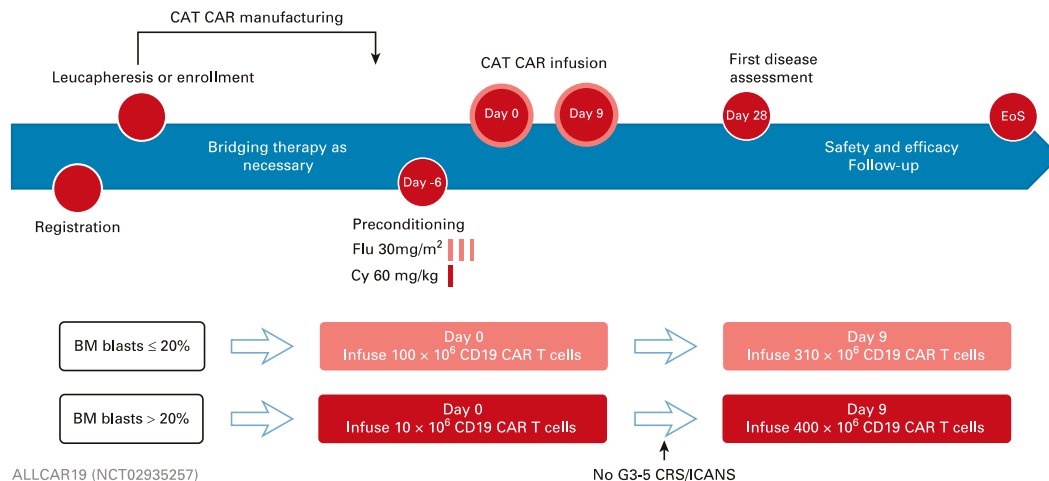 CAT CAR manufacturing
Leucapheresis or enrollment
CAT CAR infusion
First disease
assessment
Day 0
Day 9
Day 28
EoS
Bridging therapy as
necessary
Safety and efficacy
Follow-up
Day -6
Registration
Preconditioning
Flu 30mg/m²
Cy 60 mg/kg
BM blasts ≤ 20%
Day 0
Infuse 100 × 10⁶ CD19 CAR T cells
Day 9
Infuse 310 × 10⁶ CD19 CAR T cells
BM blasts > 20%
Day 0
Infuse 10 × 10⁶ CD19 CAR T cells
Day 9
Infuse 400 × 10⁶ CD19 CAR T cells
No G3-5 CRS/ICANS
ALLCAR19 (NCT02935257)